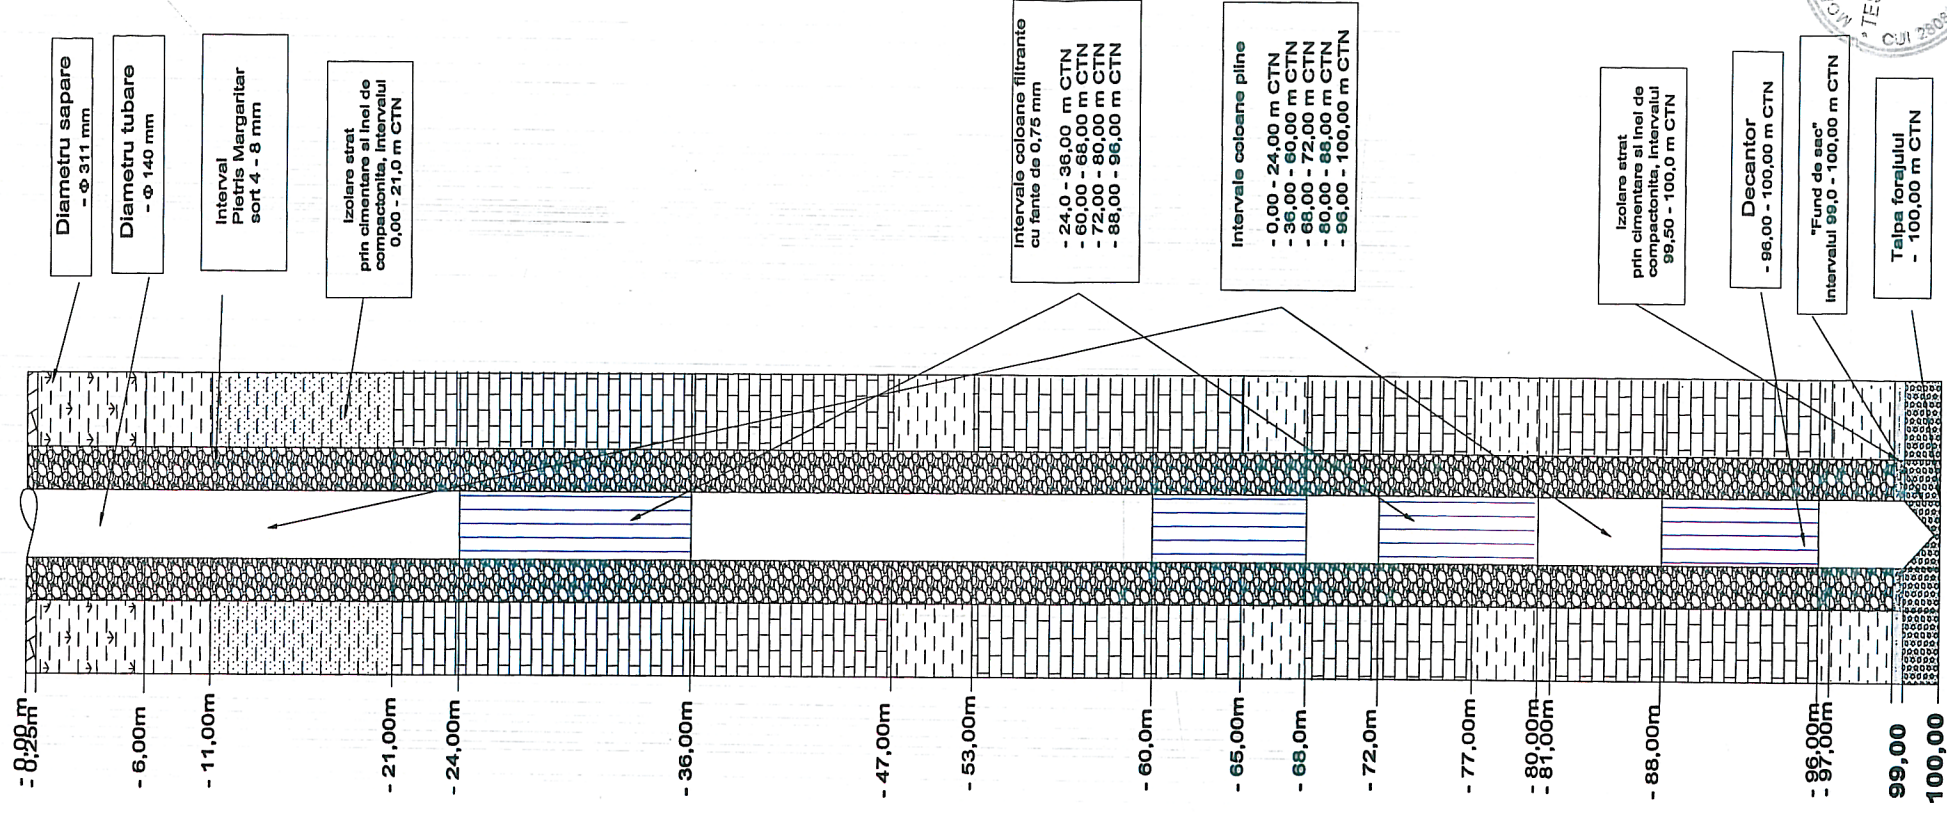 Diametru sapare
- Φ 311 mm
Diametru tubare
- Φ 140 mm
Interval
Pietris Margaritar
sort 4 - 8 mm
Izolare strat
prin cimentare si inel de
compactonita, intervalul
0,00 - 21,0 m CTN
Intervale coloane filtrante
cu fante de 0,75 mm
- 24,0 - 36,00 m CTN
- 60,00 - 68,00 m CTN
- 72,00 - 80,00 m CTN
- 88,00 - 96,00 m CTN
Intervale coloane pline
- 0,00 - 24,00 m CTN
- 36,00 - 60,00 m CTN
- 68,00 - 72,00 m CTN
- 80,00 - 88,00 m CTN
- 96,00 - 100,00 m CTN
Izolare strat
prin cimentare si inel de
compactonita, intervalul
99,50 - 100,0 m CTN
Decantor
- 96,00 - 100,00 m CTN
"Fund de sac"
Intervalul 99,0 - 100,00 m CTN
Talpa forajului
- 100,00 m CTN
CUI 2808
- 0,00 m
- 0,25m
- 6,00m
- 11,00m
- 21,00m
- 24,00m
- 36,00m
- 47,00m
- 53,00m
- 60,00m
- 65,00m
- 68,00m
- 72,00m
- 77,00m
- 80,00m
- 81,00m
- 88,00m
- 96,00m
- 97,00m
99,00
100,00